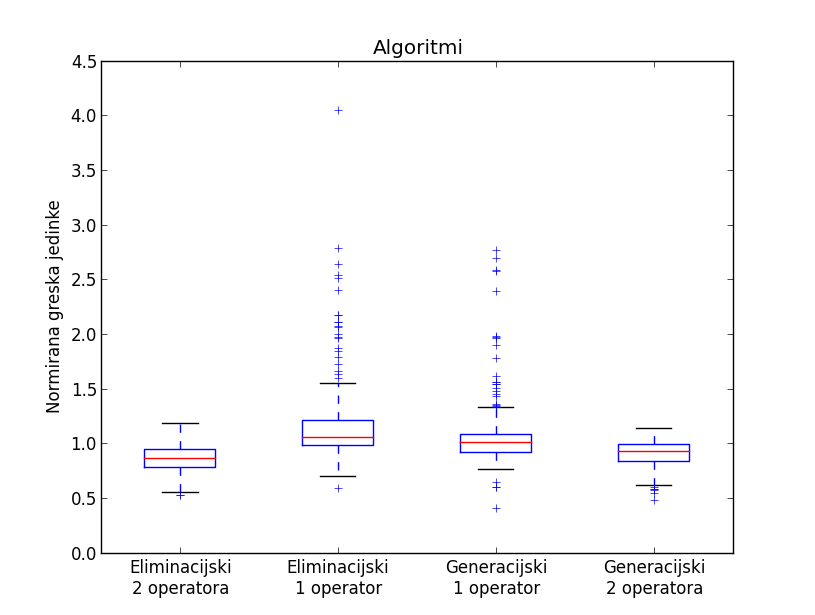 Algoritmi
Normirana greska jedinke
4.5
4.0
3.5
3.0
2.5
2.0
1.5
1.0
0.5
0.0
Eliminacijski
2 operatora
Eliminacijski
1 operator
Generacijski
1 operator
Generacijski
2 operatora